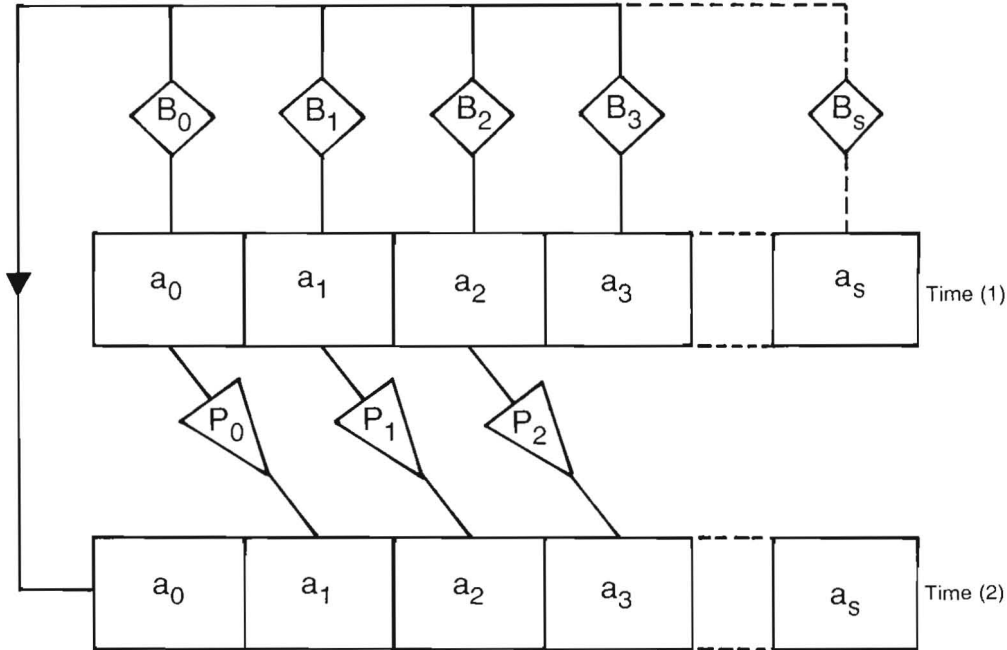 B₀ B₁ B₂ B₃ Bₛ
a₀ a₁ a₂ a₃ aₛ Time (1)
P₀ P₁ P₂
a₀ a₁ a₂ a₃ aₛ Time (2)